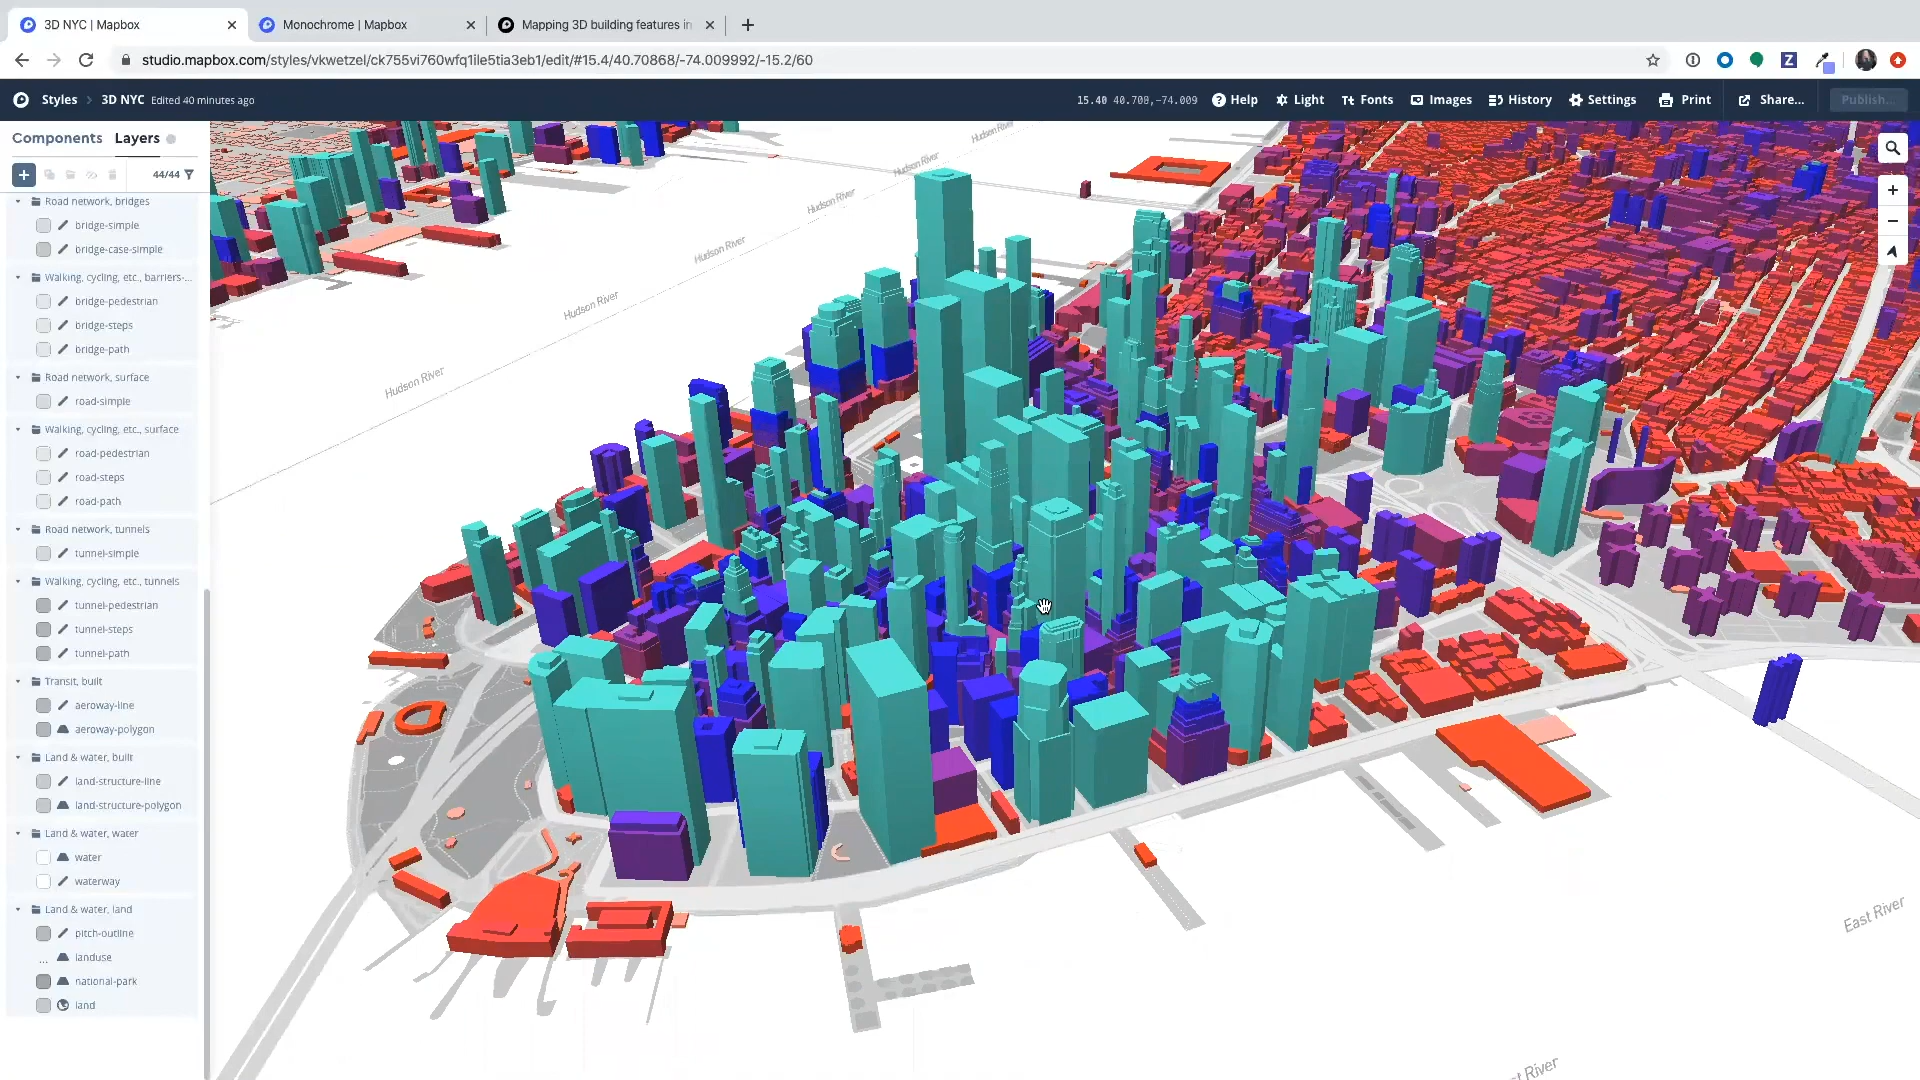 3D NYC | Mapbox
Monochrome | Mapbox
Mapping 3D building features in
studio.mapbox.com/styles/vkwetzel/ck755vi760wfq1ile5tia3eb1/edit/#15.4/40.70868/-74.009992/-15.2/60
Styles
3D NYC
Edited 40 minutes ago
15.40 40.708,-74.009
Help
Light
Tt Fonts
Images
History
Settings
Print
Share...
Publish...
Components
Layers
44/44
Road network, bridges
bridge-simple
bridge-case-simple
Walking, cycling, etc., barriers-...
bridge-pedestrian
bridge-steps
bridge-path
Road network, surface
road-simple
Walking, cycling, etc., surface
road-pedestrian
road-steps
road-path
Road network, tunnels
tunnel-simple
Walking, cycling, etc., tunnels
tunnel-pedestrian
tunnel-steps
tunnel-path
Transit, built
aeroway-line
aeroway-polygon
Land & water, built
land-structure-line
land-structure-polygon
Land & water, water
water
waterway
Land & water, land
pitch-outline
... landuse
national-park
land
Hudson River
Hudson River
Hudson River
Hudson River
Hudson River
Hudson River
East River
t River
Z